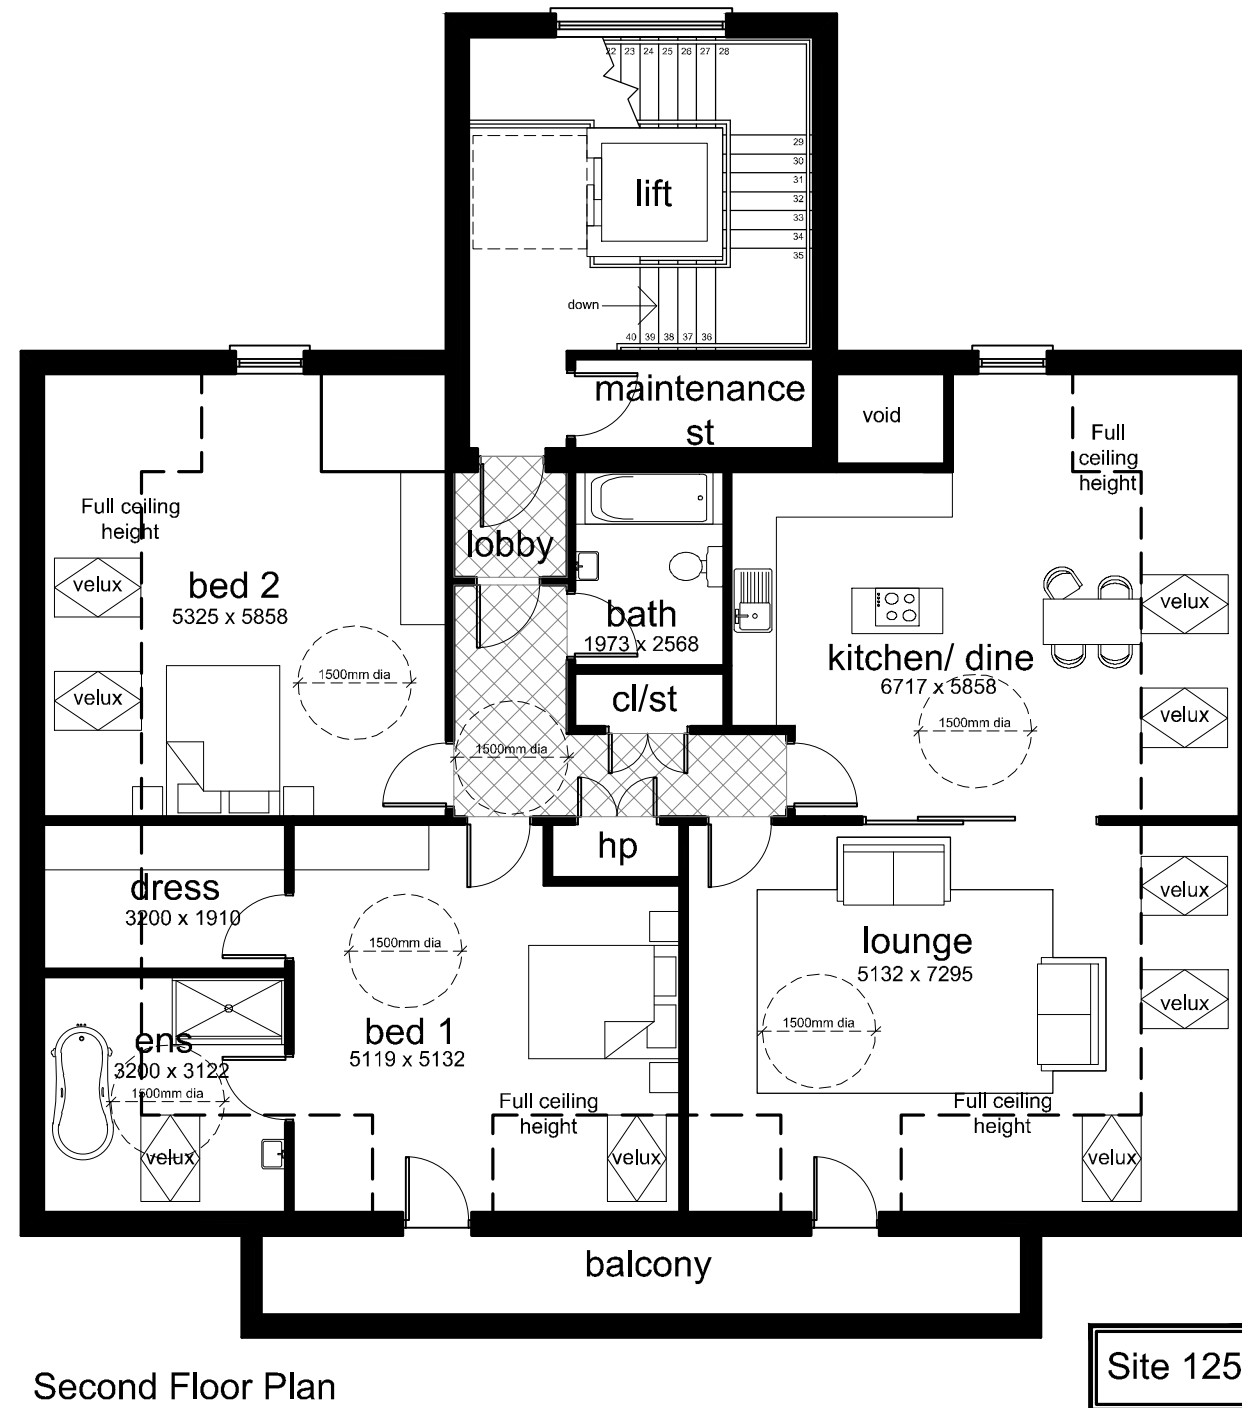 22 23 24 25 26 27 28
29
30
31
32
33
34
35
lift
down
40 39 38 37 36
maintenance
st
void
Full
ceiling
height
Full ceiling
height
lobby
velux
bed 2
5325 x 5858
bath
1973 x 2568
velux
kitchen/ dine
6717 x 5858
1500mm dia
velux
cl/st
velux
1500mm dia
1500mm dia
hp
dress
3200 x 1910
velux
1500mm dia
lounge
5132 x 7295
velux
ens
3200 x 3122
1500mm dia
bed 1
5119 x 5132
1500mm dia
Full ceiling
height
Full ceiling
height
velux
velux
velux
balcony
Second Floor Plan
Site 125